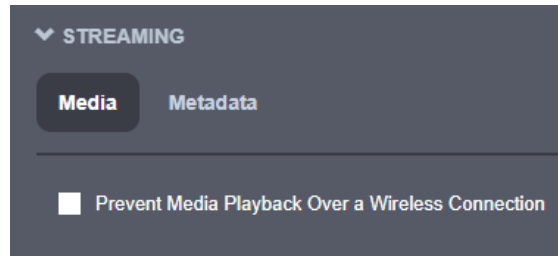 STREAMING
Media Metadata
Prevent Media Playback Over a Wireless Connection